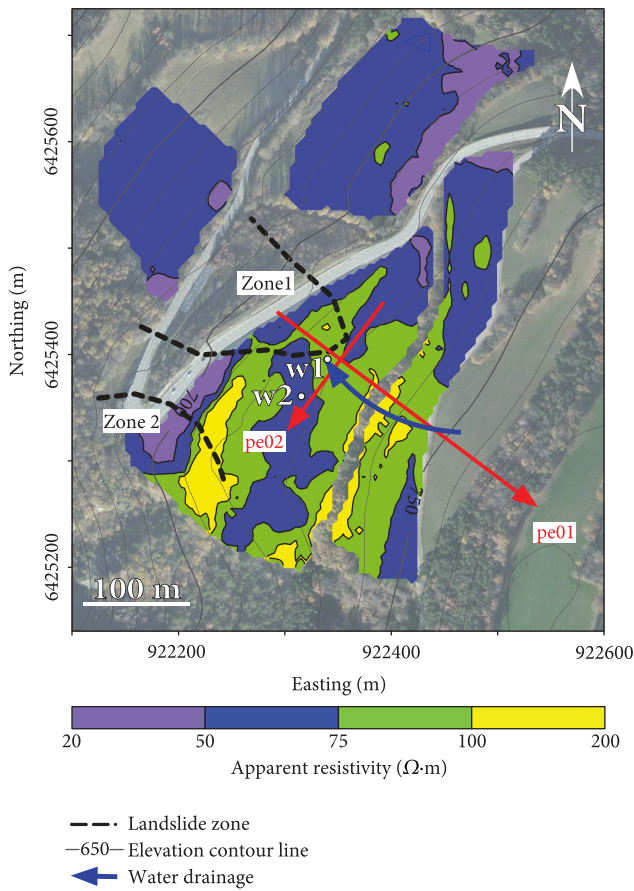 6425600
6425400
6425200
Northing (m)
N
Zone1
w1
w2
Zone 2
pe02
pe01
750
100 m
922200
922400
922600
Easting (m)
20
50
75
100
200
Apparent resistivity (Ω·m)
Landslide zone
650
Elevation contour line
Water drainage